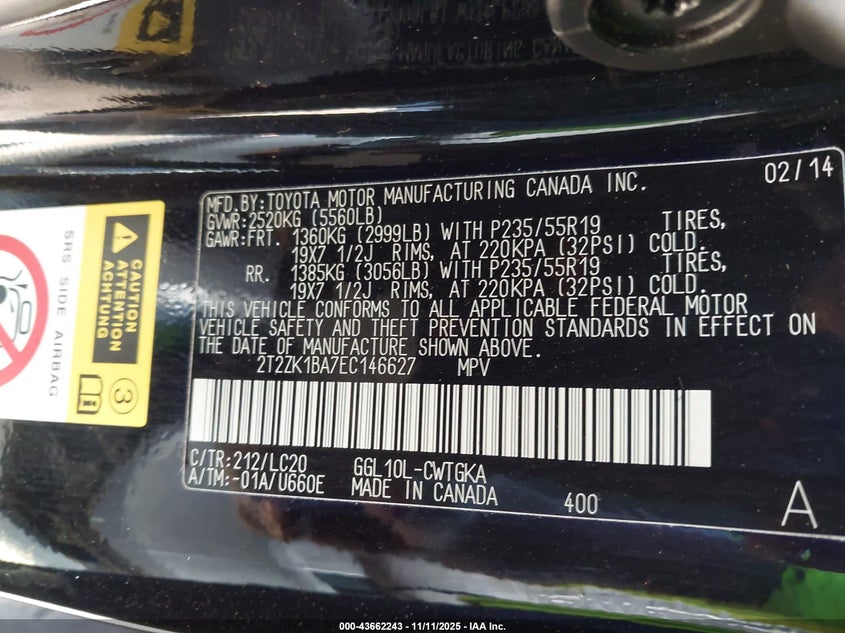 MFD.BY:TOYOTA MOTOR MANUFACTURING CANADA INC. 02/14
GVWR:2520KG (5560LB)
GAWR:FRT. 1360KG (2999LB) WITH P235/55R19 TIRES,
19X7 1/2J RIMS, AT 220KPA (32PSI) COLD.
RR. 1385KG (3056LB) WITH P235/55R19 TIRES,
19X7 1/2J RIMS, AT 220KPA (32PSI) COLD.
THIS VEHICLE CONFORMS TO ALL APPLICABLE FEDERAL MOTOR
VEHICLE SAFETY AND THEFT PREVENTION STANDARDS IN EFFECT ON
THE DATE OF MANUFACTURE SHOWN ABOVE.
2T2ZK1BA7EC146627 MPV
C/TR:212/LC20 GGL10L-CWTGKA
A/TM:-01A/U660E MADE IN CANADA 400 A
CAUTION
ATTENTION
ACHTUNG
SRS SIDE AIRBAG
3
i
000-43662243 - 11/11/2025 - IAA, Inc.